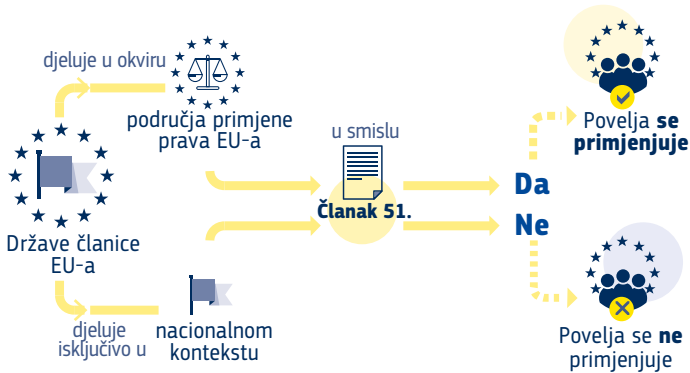 djeluje u okviru
područja primjene
prava EU-a
Države članice
EU-a
djeluje
isključivo u
nacionalnom
kontekstu
u smislu
Članak 51.
Da
Ne
Povelja se
primjenjuje
Povelja se ne
primjenjuje